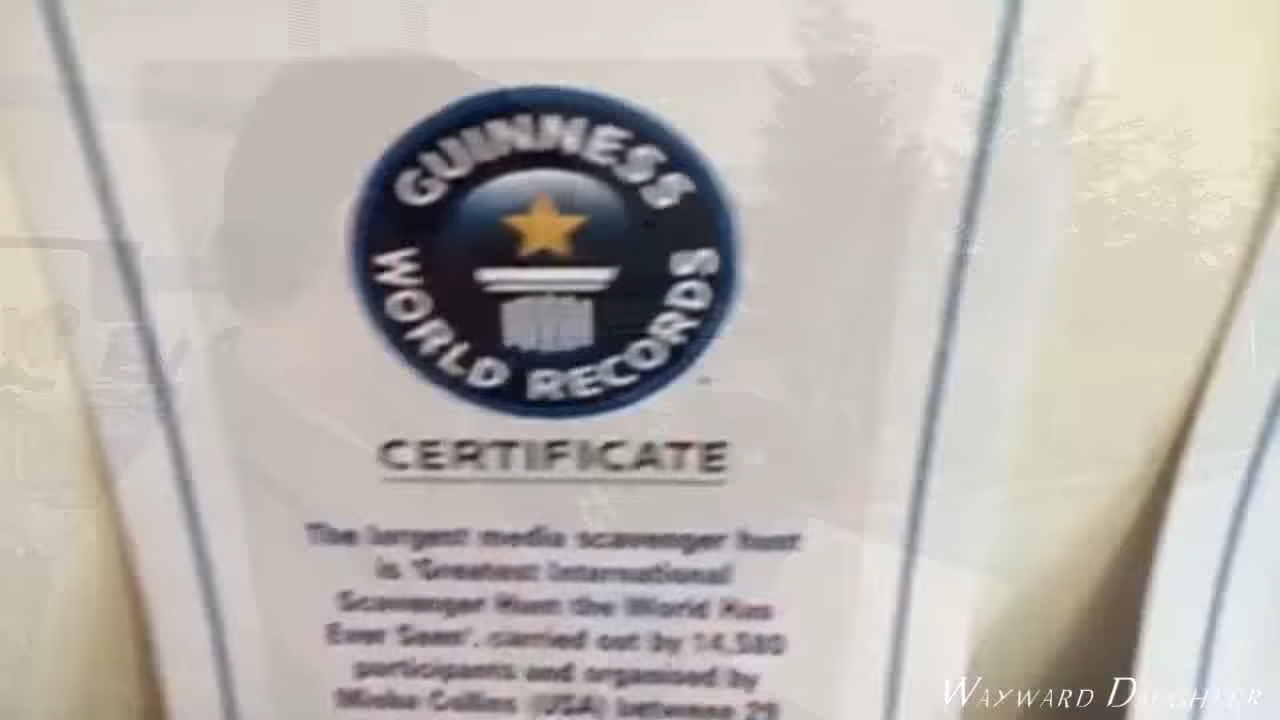 GUINNESS
WORLD RECORDS
CERTIFICATE
The largest media scavenger hunt
is 'Greatest International
Scavenger Hunt the World Has
Ever Seen', carried out by 14,580
participants and organised by
Collins (USA) between 29
WAYWARD DAUGHTER